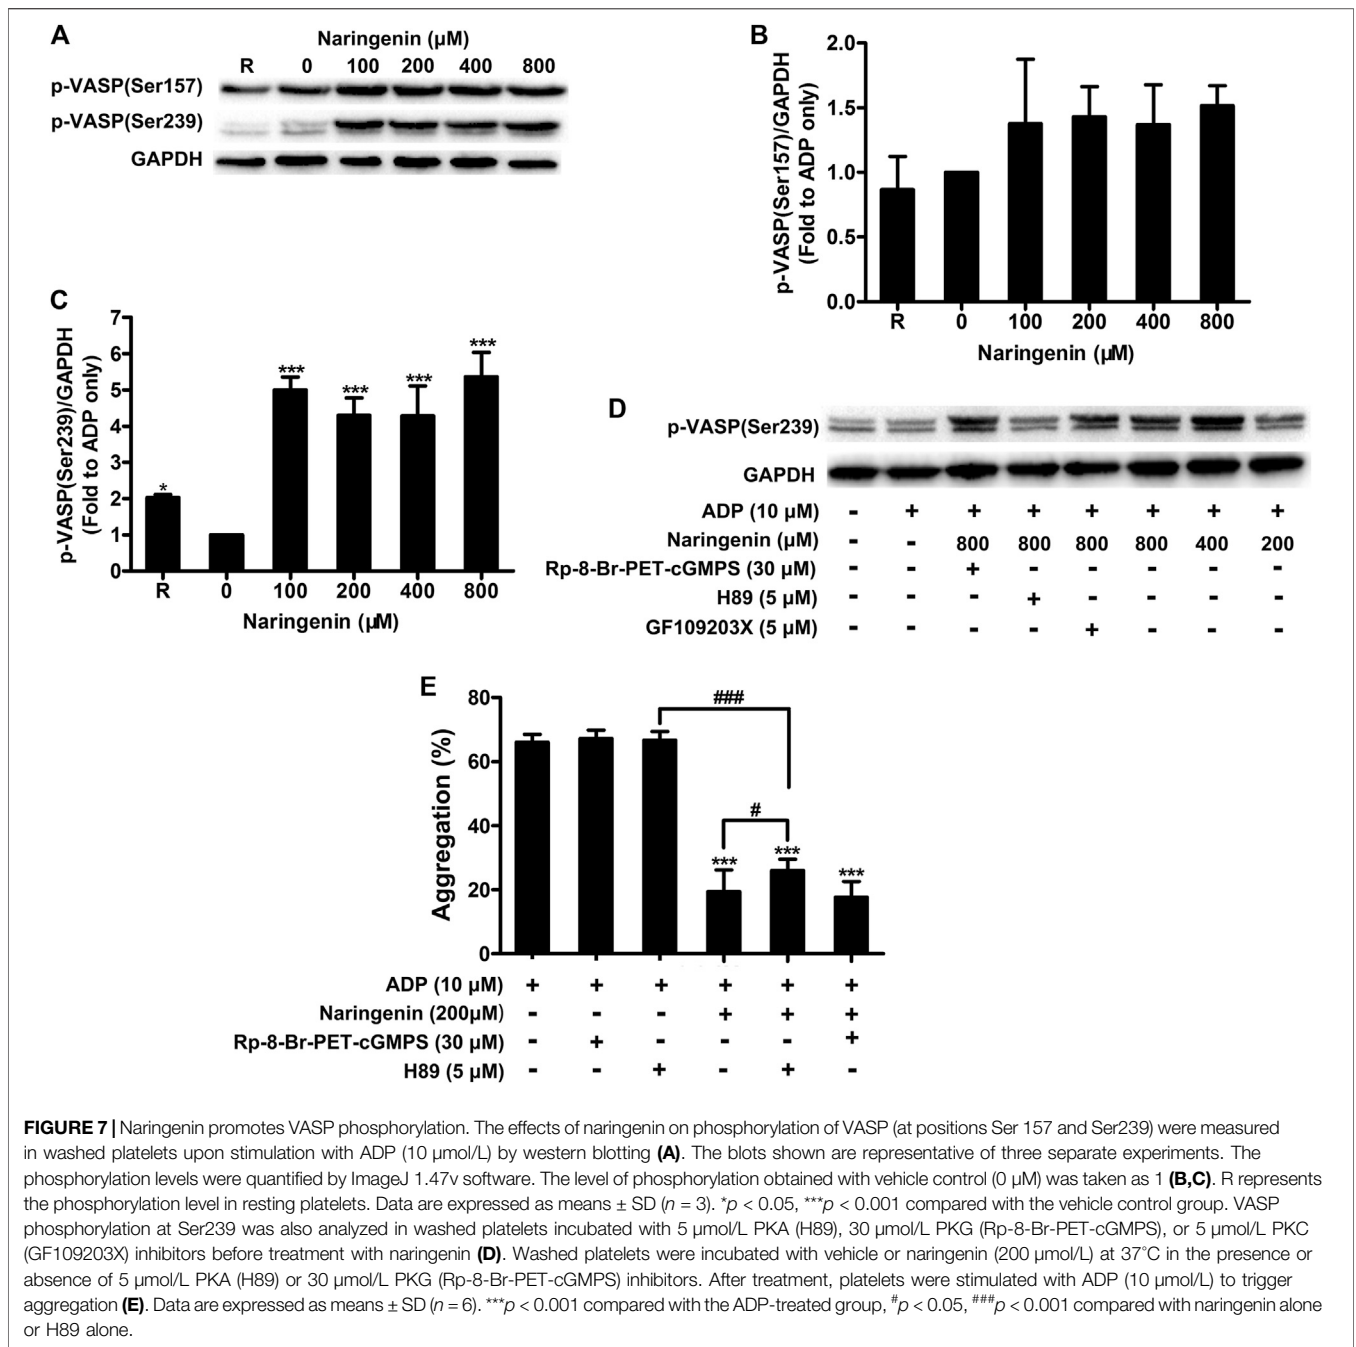 A
Naringenin (µM)
R 0 100 200 400 800
p-VASP(Ser157)
p-VASP(Ser239)
GAPDH
B
p-VASP(Ser157)/GAPDH
(Fold to ADP only)
2.0
1.5
1.0
0.5
0.0
R 0 100 200 400 800
Naringenin (µM)
C
p-VASP(Ser239)/GAPDH
(Fold to ADP only)
7
6
5
4
3
2
1
0
* *** *** *** ***
R 0 100 200 400 800
Naringenin (µM)
D
p-VASP(Ser239)
GAPDH
ADP (10 µM) - + + + + + + +
Naringenin (µM) - - 800 800 800 800 400 200
Rp-8-Br-PET-cGMPS (30 µM) - - + - - - - -
H89 (5 µM) - - - + - - - -
GF109203X (5 µM) - - - - + - - -
E
Aggregation (%)
80
60
40
20
0
###
#
*** *** ***
ADP (10 µM) + + + + + +
Naringenin (200µM) - - - + + +
Rp-8-Br-PET-cGMPS (30 µM) - + - - - +
H89 (5 µM) - - + - + -
FIGURE 7 | Naringenin promotes VASP phosphorylation. The effects of naringenin on phosphorylation of VASP (at positions Ser 157 and Ser239) were measured
in washed platelets upon stimulation with ADP (10 µmol/L) by western blotting (A). The blots shown are representative of three separate experiments. The
phosphorylation levels were quantified by ImageJ 1.47v software. The level of phosphorylation obtained with vehicle control (0 µM) was taken as 1 (B,C). R represents
the phosphorylation level in resting platelets. Data are expressed as means ± SD (n = 3). *p < 0.05, ***p < 0.001 compared with the vehicle control group. VASP
phosphorylation at Ser239 was also analyzed in washed platelets incubated with 5 µmol/L PKA (H89), 30 µmol/L PKG (Rp-8-Br-PET-cGMPS), or 5 µmol/L PKC
(GF109203X) inhibitors before treatment with naringenin (D). Washed platelets were incubated with vehicle or naringenin (200 µmol/L) at 37°C in the presence or
absence of 5 µmol/L PKA (H89) or 30 µmol/L PKG (Rp-8-Br-PET-cGMPS) inhibitors. After treatment, platelets were stimulated with ADP (10 µmol/L) to trigger
aggregation (E). Data are expressed as means ± SD (n = 6). ***p < 0.001 compared with the ADP-treated group, #p < 0.05, ###p < 0.001 compared with naringenin alone
or H89 alone.